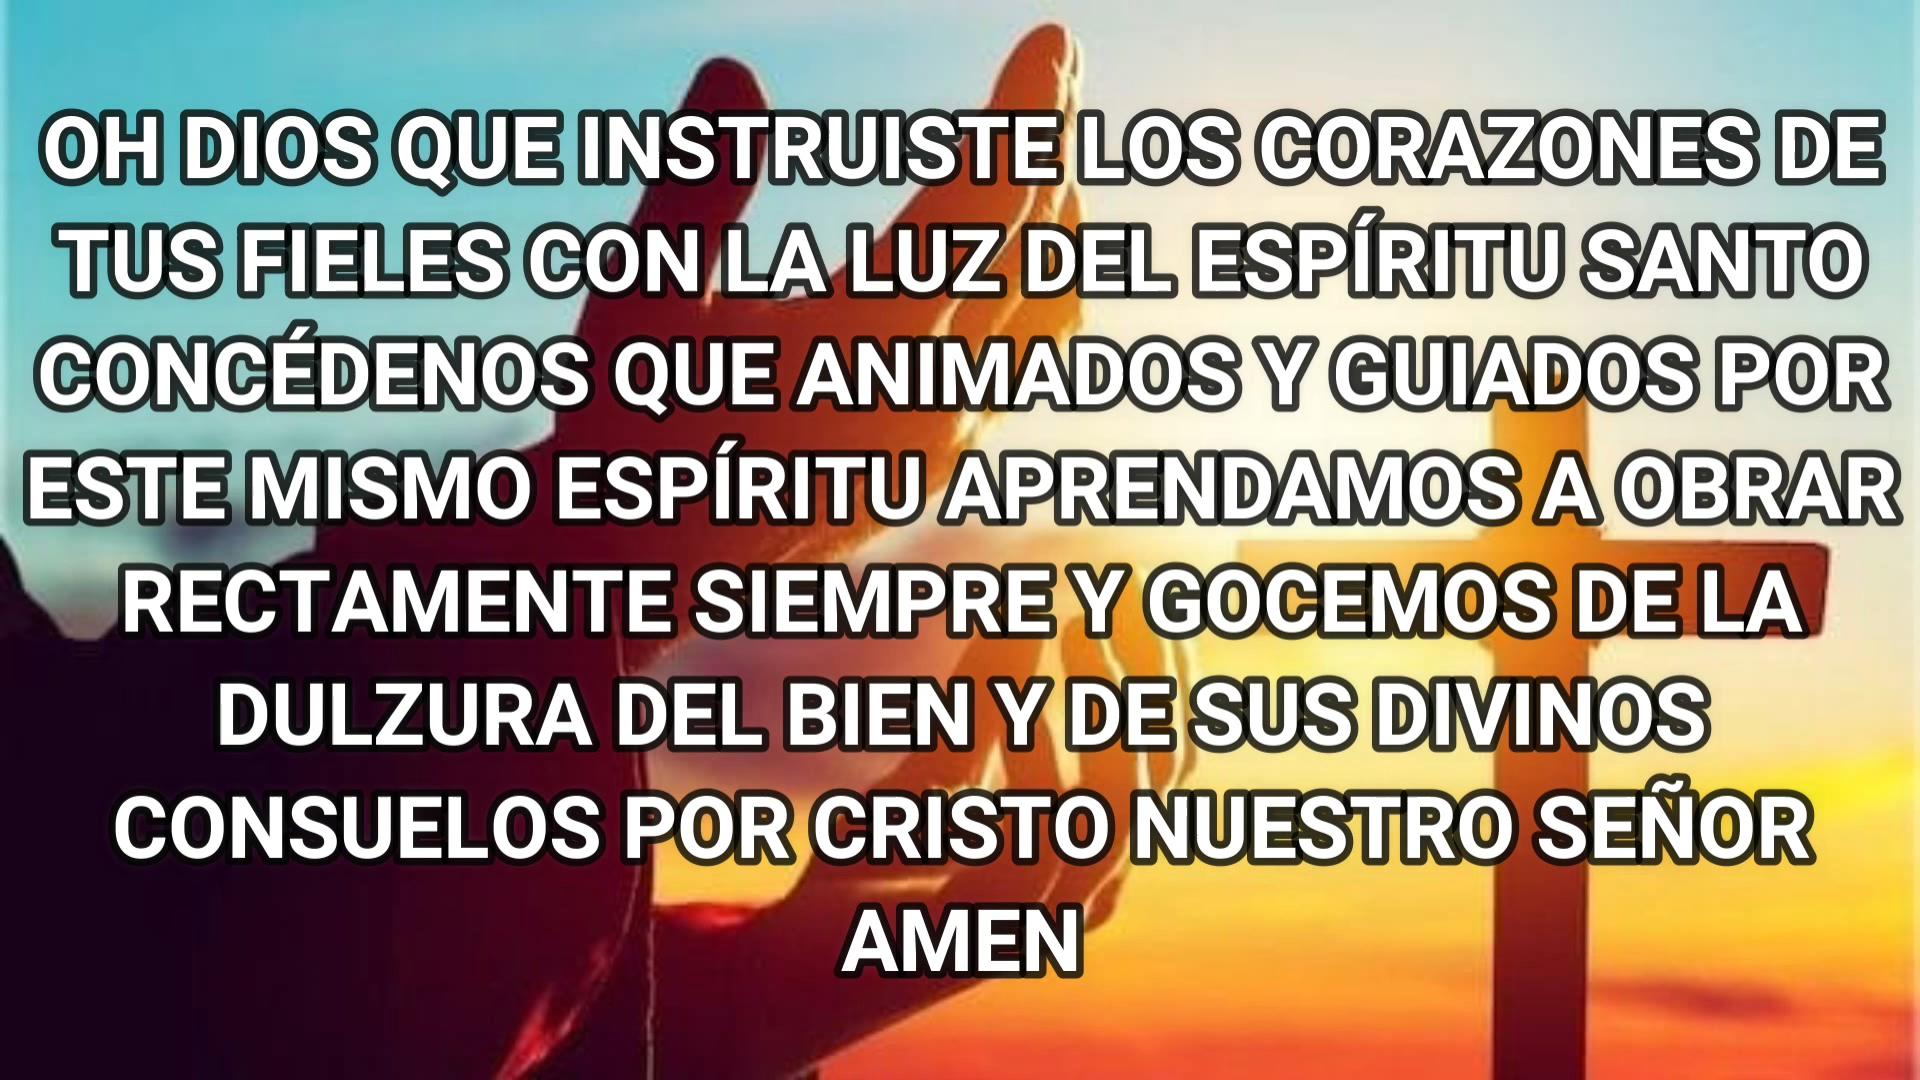 OH DIOS QUE INSTRUISTE LOS CORAZONES DE
TUS FIELES CON LA LUZ DEL ESPÍRITU SANTO
CONCÉDENOS QUE ANIMADOS Y GUIADOS POR
ESTE MISMO ESPÍRITU APRENDAMOS A OBRAR
RECTAMENTE SIEMPRE Y GOCEMOS DE LA
DULZURA DEL BIEN Y DE SUS DIVINOS
CONSUELOS POR CRISTO NUESTRO SEÑOR
AMEN